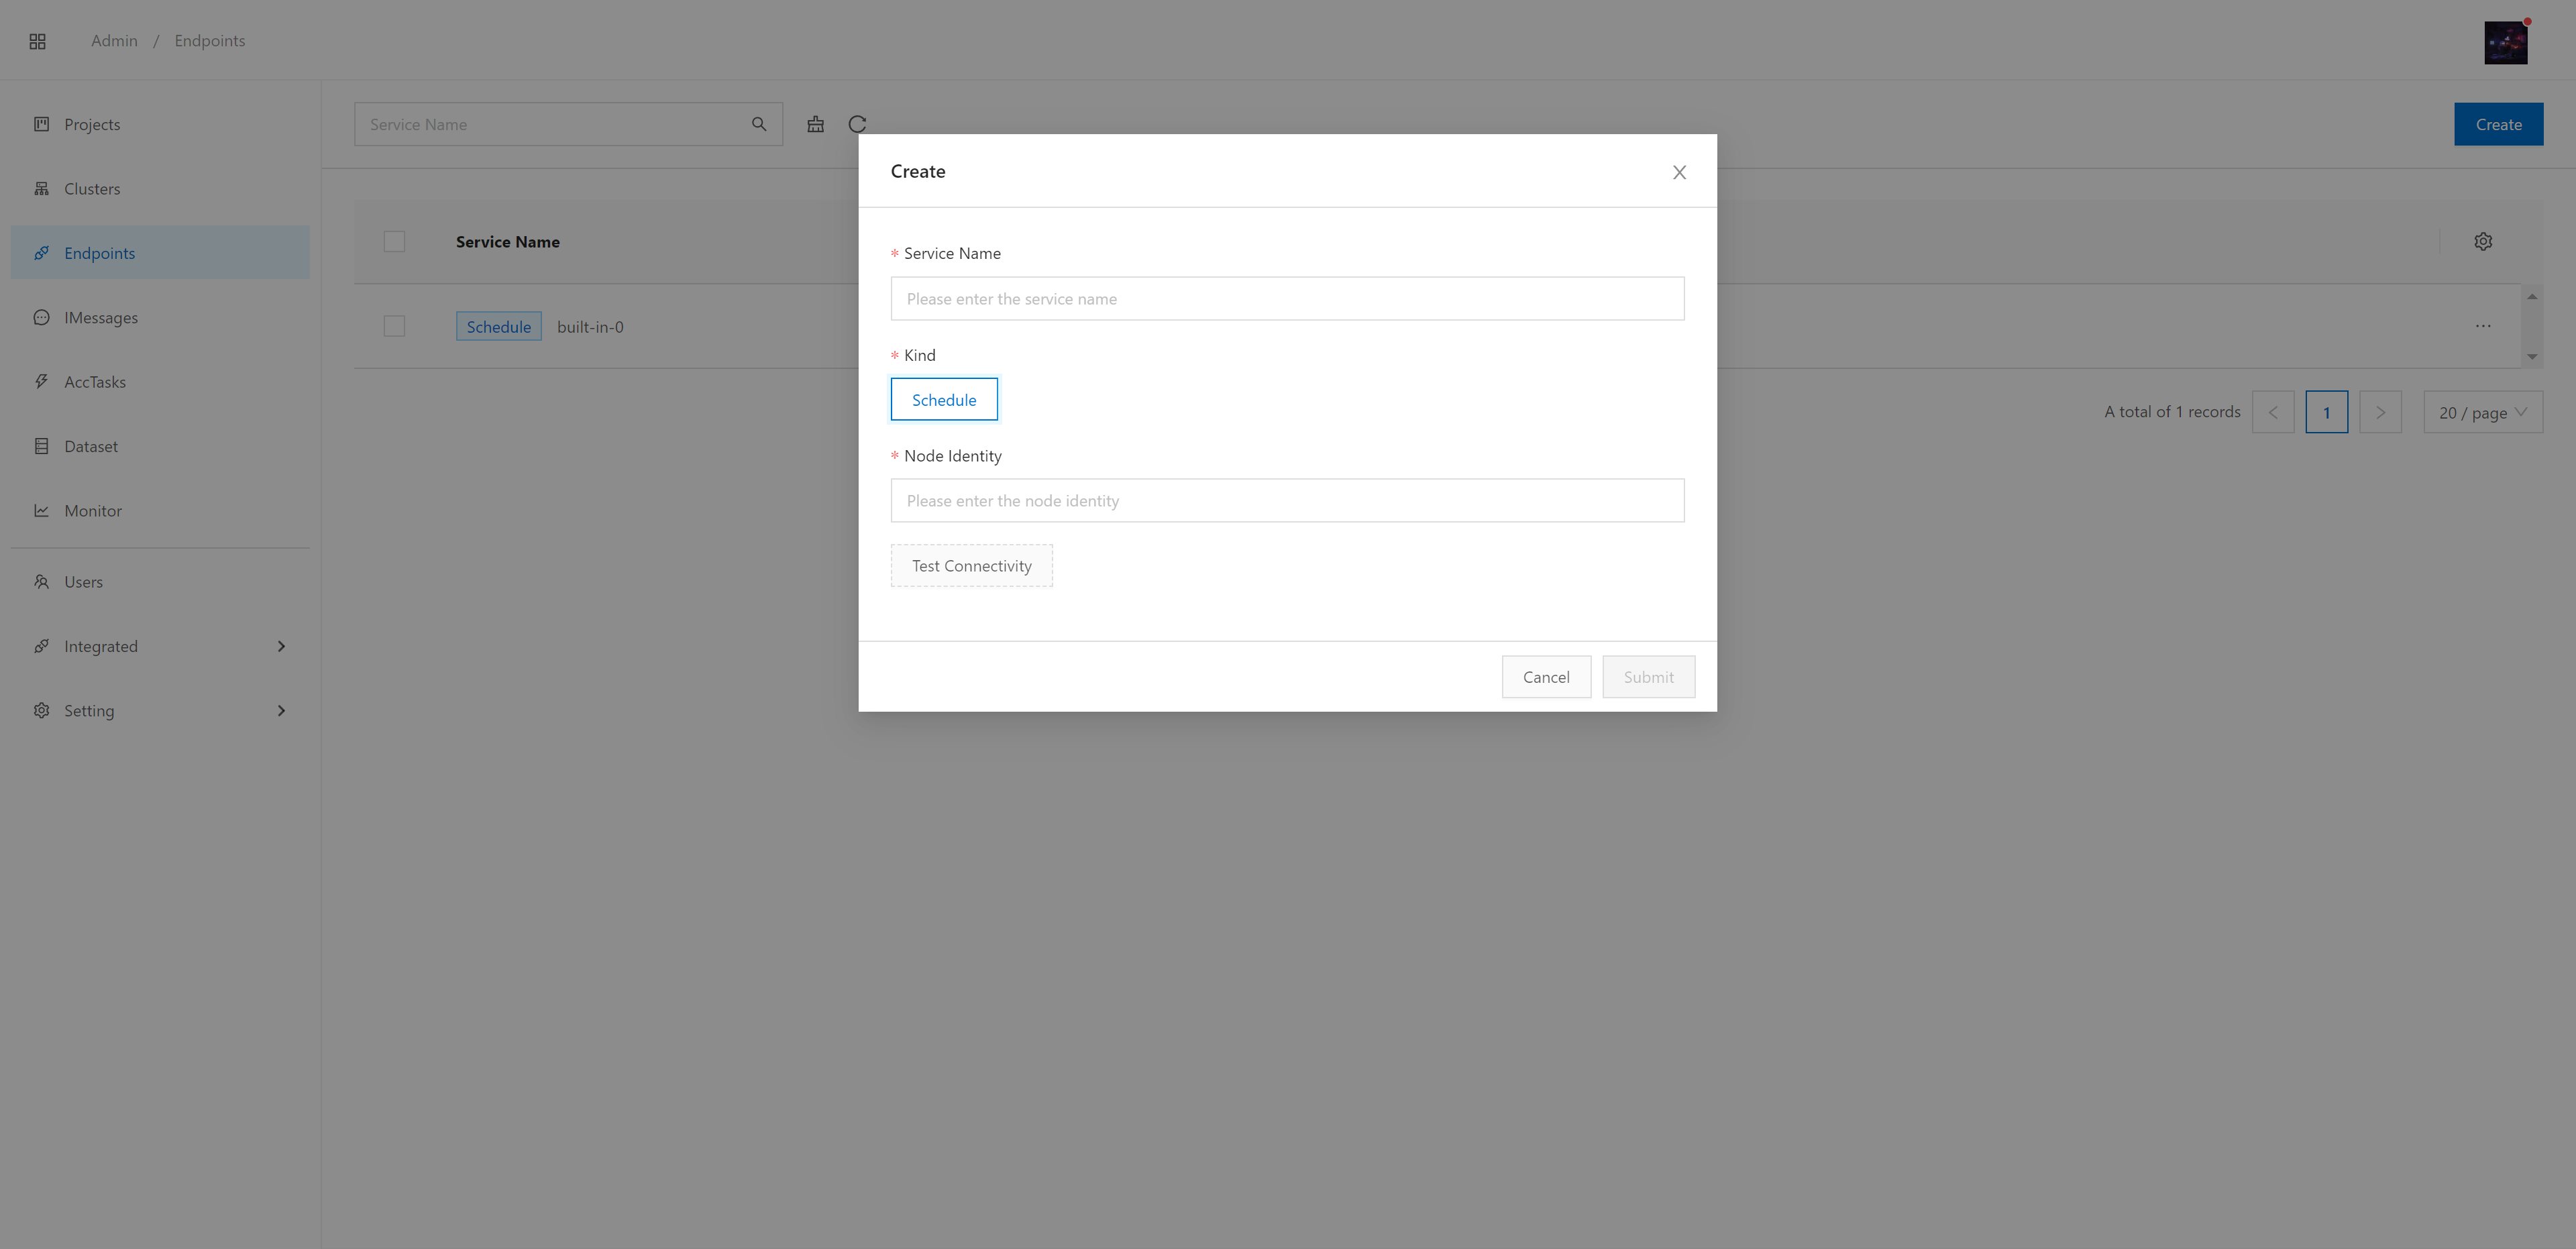 Admin / Endpoints
Projects
Clusters
Endpoints
IMessages
AccTasks
Dataset
Monitor
Users
Integrated
Setting
Service Name
Create
Service Name
Schedule built-in-0
...
A total of 1 records
1
20 / page
Create
* Service Name
Please enter the service name
* Kind
Schedule
* Node Identity
Please enter the node identity
Test Connectivity
Cancel
Submit